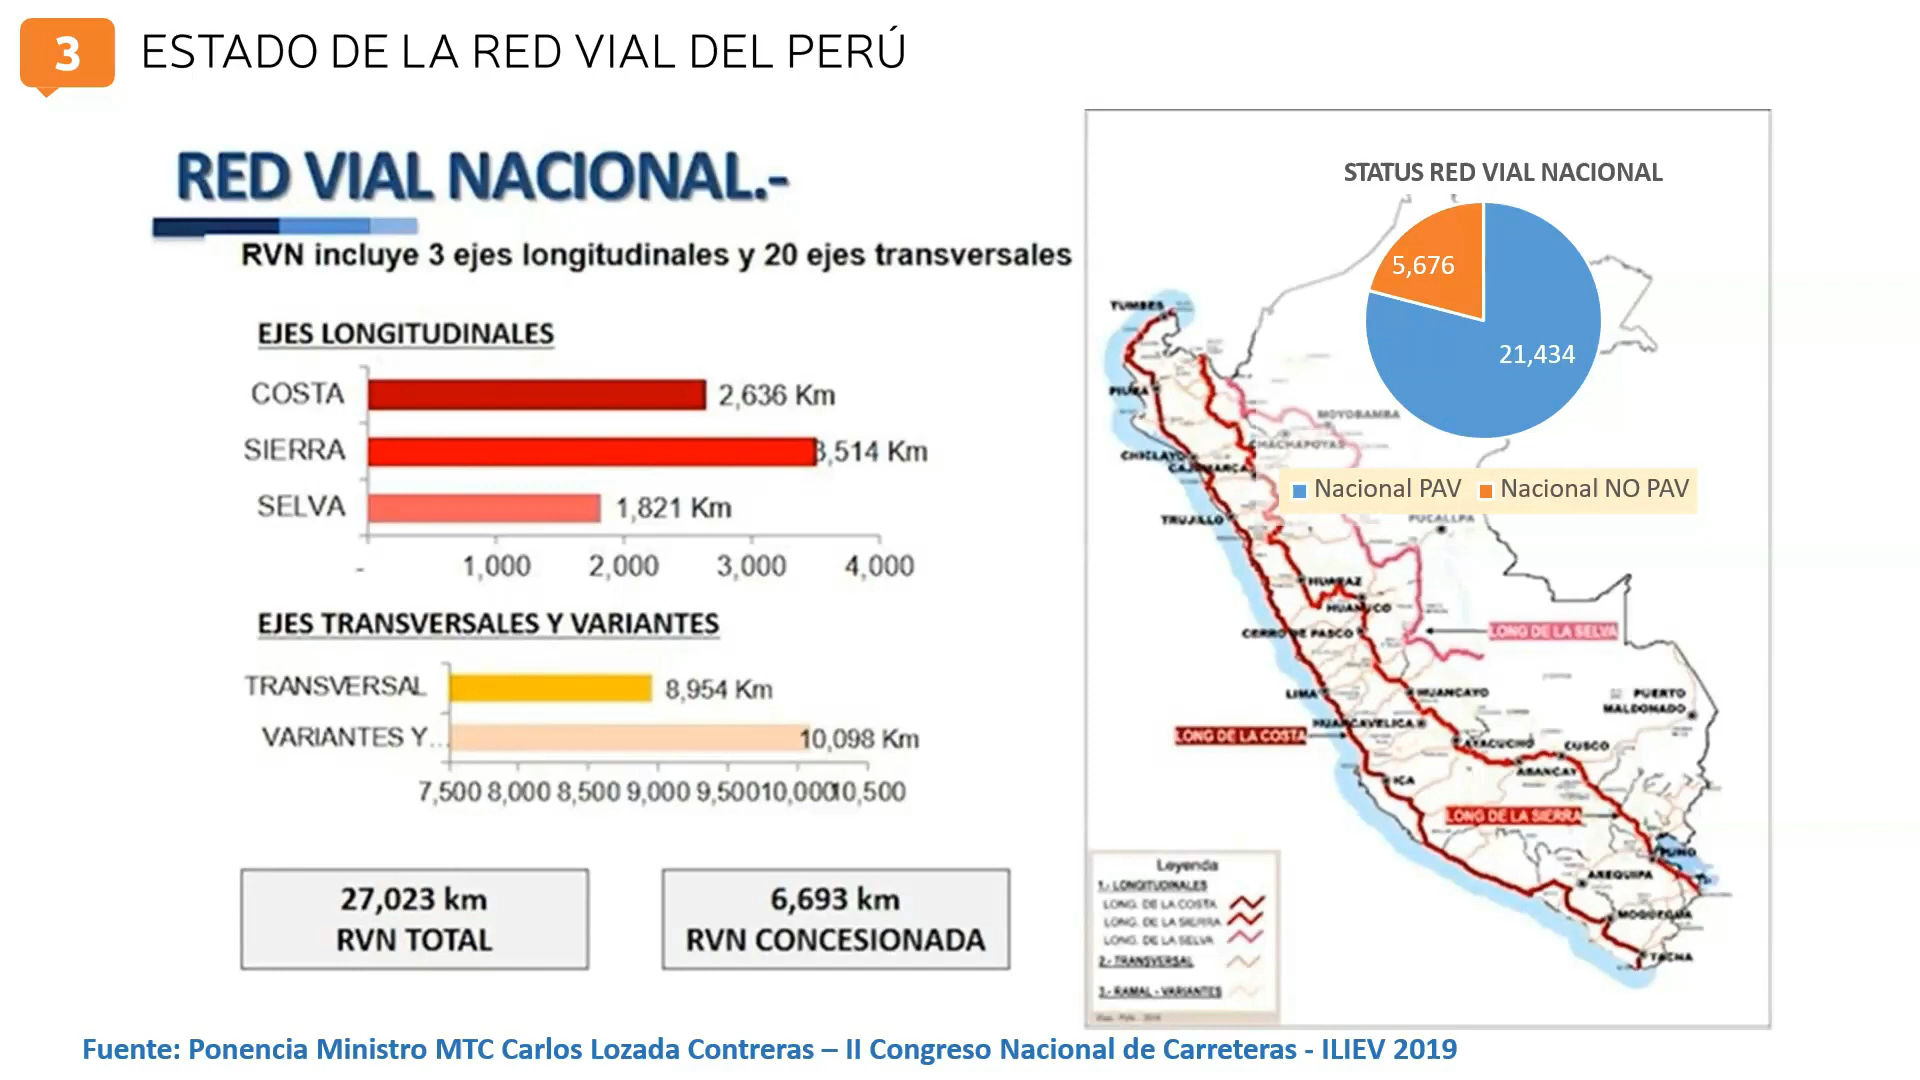 3
ESTADO DE LA RED VIAL DEL PERÚ
RED VIAL NACIONAL.-
RVN incluye 3 ejes longitudinales y 20 ejes transversales
EJES LONGITUDINALES
COSTA 2,636 Km
SIERRA 3,514 Km
SELVA 1,821 Km
- 1,000 2,000 3,000 4,000
EJES TRANSVERSALES Y VARIANTES
TRANSVERSAL 8,954 Km
VARIANTES Y... 10,098 Km
7,500 8,000 8,500 9,000 9,500 10,000 10,500
27,023 km
RVN TOTAL
6,693 km
RVN CONCESIONADA
STATUS RED VIAL NACIONAL
5,676
21,434
Nacional PAV Nacional NO PAV
TUMBES
PIURA
MOYOBAMBA
CHACHAPOYAS
CHICLAYO
CAJAMARCA
TRUJILLO
PUCALLPA
HUARAZ
HUANUCO
CERRO DE PASCO
LONG DE LA SELVA
LIMA
HUANCAYO
PUERTO
MALDONADO
HUANCAVELICA
LONG DE LA COSTA
AYACUCHO
CUSCO
ABANCAY
ICA
LONG DE LA SIERRA
PUNO
AREQUIPA
MOQUEGUA
TACNA
Leyenda
1.- LONGITUDINALES
LONG. DE LA COSTA
LONG. DE LA SIERRA
LONG. DE LA SELVA
2.- TRANSVERSAL
3.- RAMAL - VARIANTES
Fuente: Ponencia Ministro MTC Carlos Lozada Contreras – II Congreso Nacional de Carreteras - ILIEV 2019